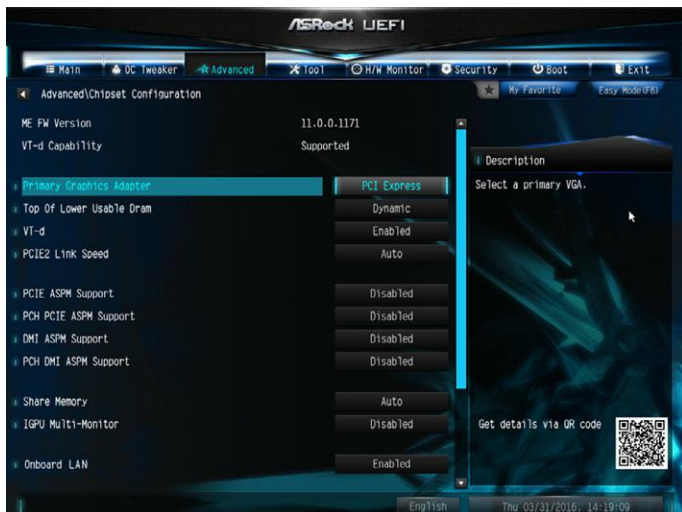 ASRock UEFI
Main OC Tweaker Advanced Tool H/W Monitor Security Boot Exit
Advanced\Chipset Configuration
My Favorite Easy Mode(F6)
ME FW Version 11.0.0.1171
VT-d Capability Supported
Description
Primary Graphics Adapter PCI Express
Select a primary VGA.
Top Of Lower Usable Dram Dynamic
VT-d Enabled
PCIE2 Link Speed Auto
PCIE ASPM Support Disabled
PCH PCIE ASPM Support Disabled
DMI ASPM Support Disabled
PCH DMI ASPM Support Disabled
Share Memory Auto
IGPU Multi-Monitor Disabled
Get details via QR code
Onboard LAN Enabled
English Thu 03/31/2016. 14:19:09